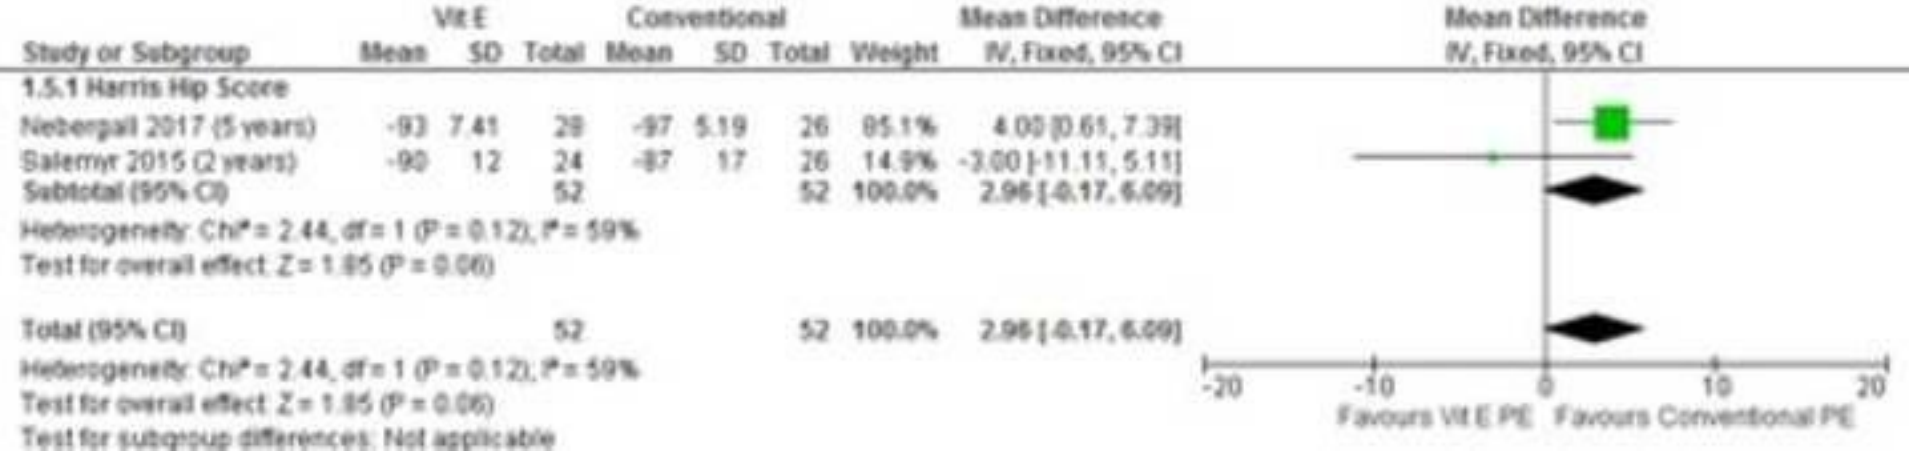 Vit E Conventional Mean Difference Mean Difference
Study or Subgroup Mean SD Total Mean SD Total Weight IV, Fixed, 95% CI IV, Fixed, 95% CI
1.5.1 Harris Hip Score
Nebergall 2017 (5 years) -93 7.41 28 -97 5.19 26 85.1% 4.00 [0.61, 7.39]
Salemyr 2015 (2 years) -90 12 24 -87 17 26 14.9% -3.00 [-11.11, 5.11]
Subtotal (95% CI) 52 52 100.0% 2.96 [-0.17, 6.09]
Heterogeneity: Chi² = 2.44, df = 1 (P = 0.12); I² = 59%
Test for overall effect: Z = 1.85 (P = 0.06)
Total (95% CI) 52 52 100.0% 2.96 [-0.17, 6.09]
Heterogeneity: Chi² = 2.44, df = 1 (P = 0.12); I² = 59%
Test for overall effect: Z = 1.85 (P = 0.06)
Test for subgroup differences: Not applicable
-20 -10 0 10 20
Favours Vit E PE Favours Conventional PE